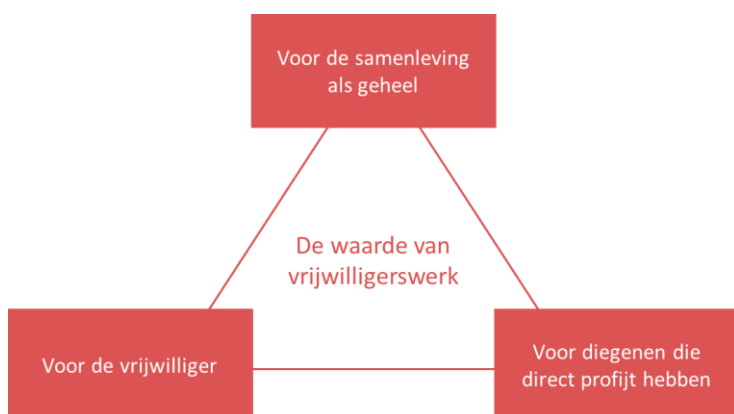 Voor de samenleving
als geheel
De waarde van
vrijwilligerswerk
Voor de vrijwilliger
Voor diegenen die
direct profijt hebben